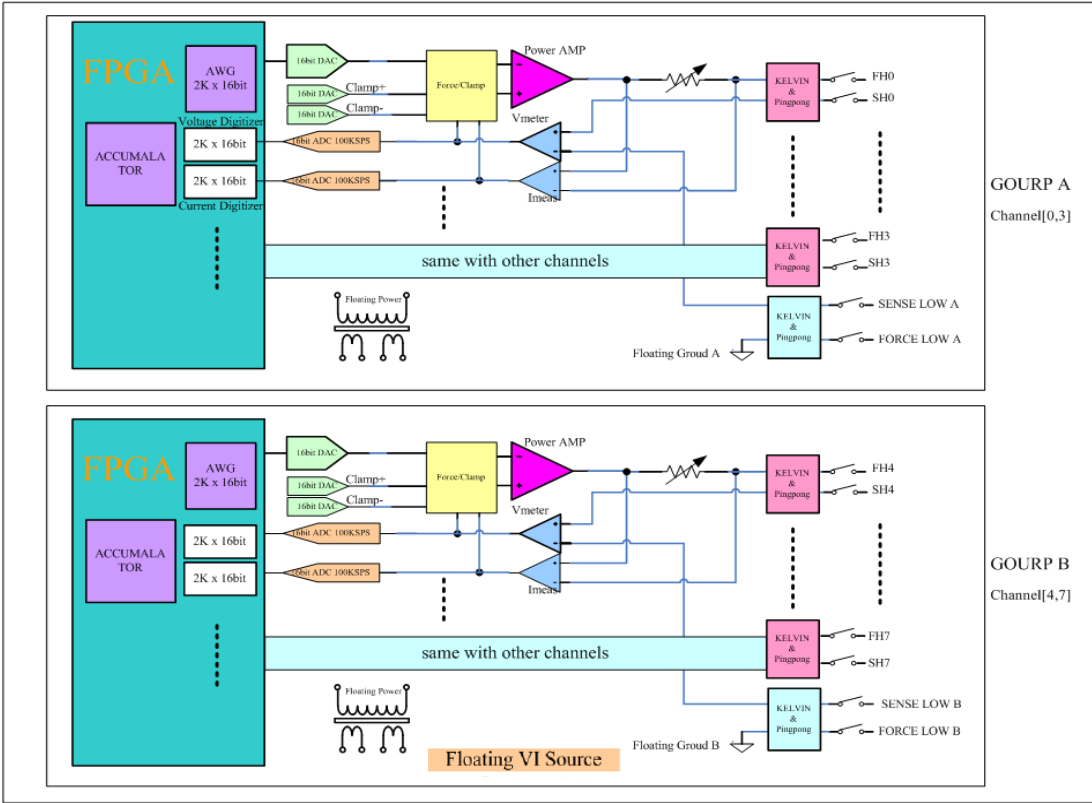 FPGA
AWG
2K x 16bit
Voltage Digitizer
2K x 16bit
ACCUMALA
TOR
2K x 16bit
Current Digitizer
16bit DAC
16bit DAC
Clamp+
16bit DAC
Clamp-
16bit ADC 100KSPS
16bit ADC 100KSPS
Force/Clamp
Power AMP
Vmeter
Imeas
KELVIN
&
Pingpong
FH0
SH0
GOURP A
Channel[0,3]
same with other channels
KELVIN
&
Pingpong
FH3
SH3
Floating Power
KELVIN
&
Pingpong
SENSE LOW A
FORCE LOW A
Floating Groud A
FPGA
AWG
2K x 16bit
ACCUMALA
TOR
2K x 16bit
2K x 16bit
16bit DAC
16bit DAC
Clamp+
16bit DAC
Clamp-
16bit ADC 100KSPS
16bit ADC 100KSPS
Force/Clamp
Power AMP
Vmeter
Imeas
KELVIN
&
Pingpong
FH4
SH4
GOURP B
Channel[4,7]
same with other channels
KELVIN
&
Pingpong
FH7
SH7
Floating Power
KELVIN
&
Pingpong
SENSE LOW B
FORCE LOW B
Floating Groud B
Floating VI Source